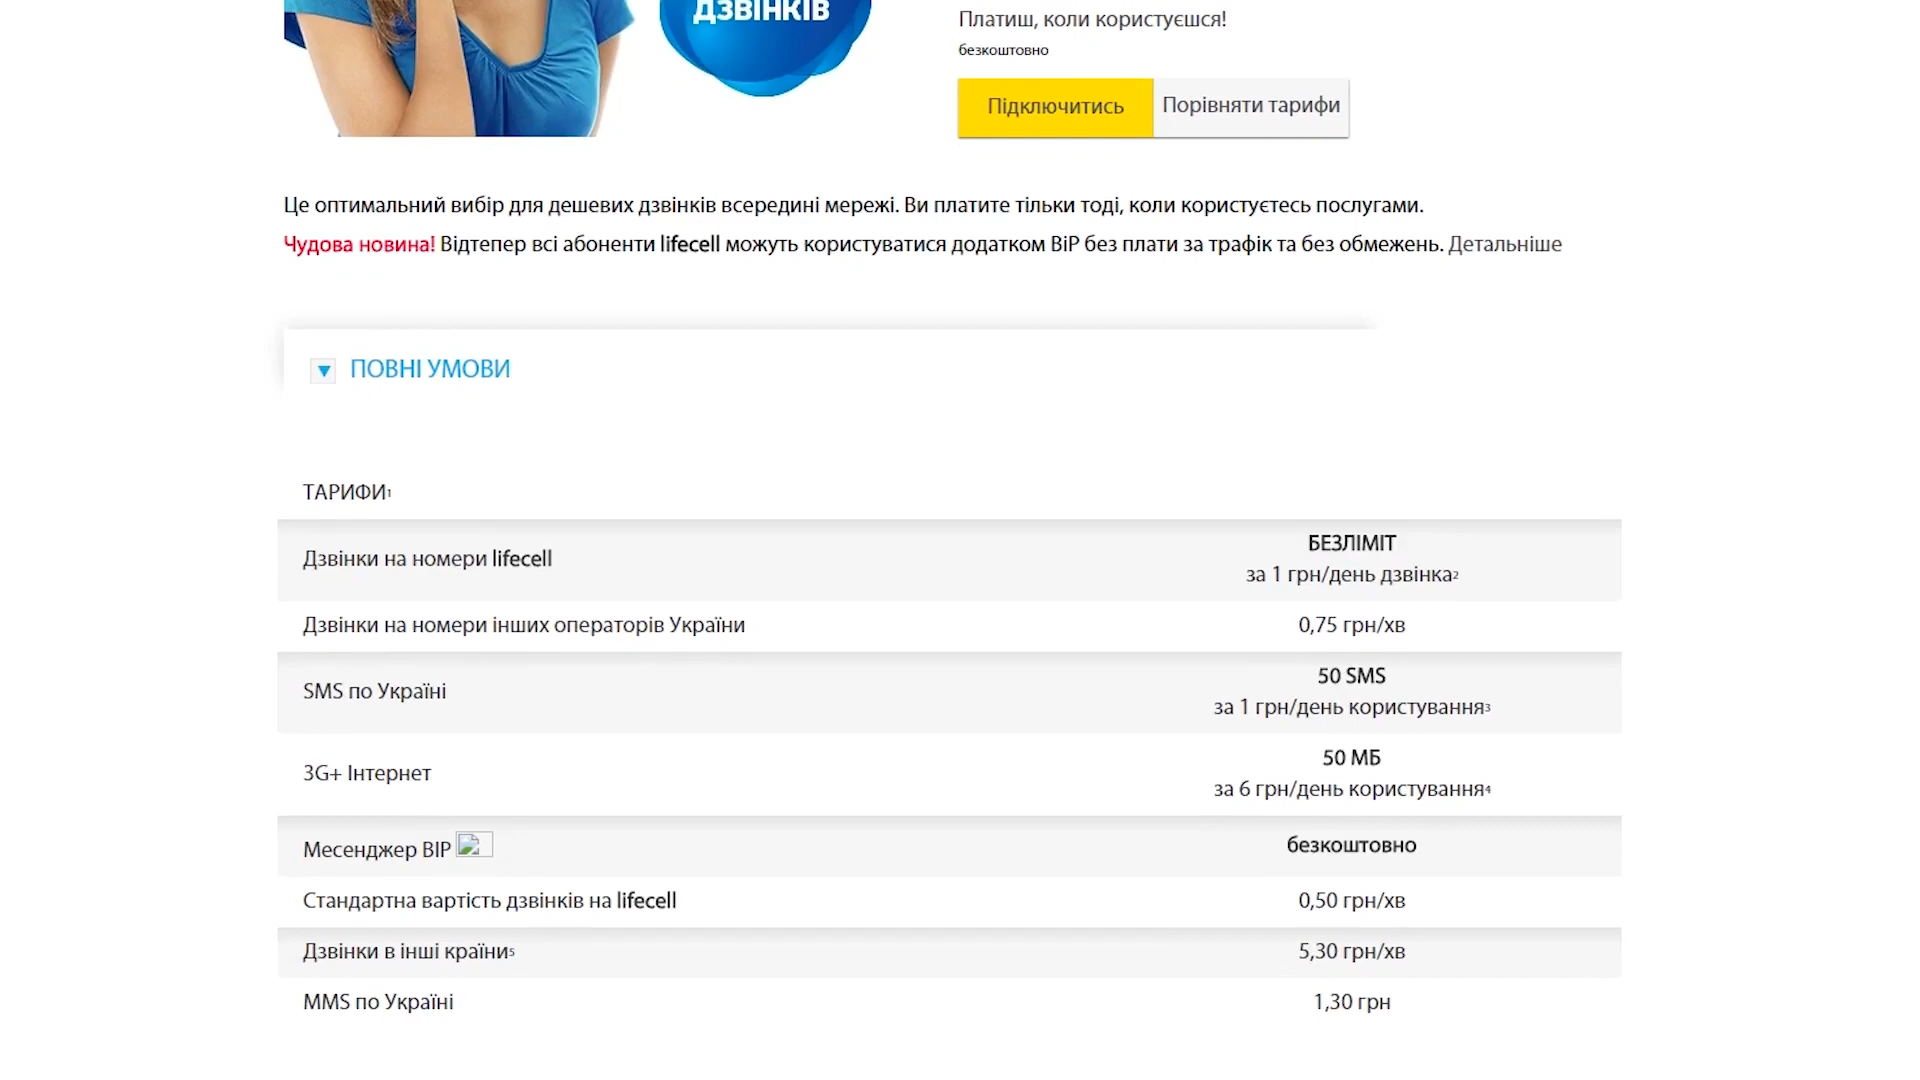 ДЗВІНКІВ
Платиш, коли користуєшся!
безкоштовно
Підключитись
Порівняти тарифи
Це оптимальний вибір для дешевих дзвінків всередині мережі. Ви платите тільки тоді, коли користуєтесь послугами.
Чудова новина! Відтепер всі абоненти lifecell можуть користуватися додатком BiP без плати за трафік та без обмежень. Детальніше
▼ ПОВНІ УМОВИ
ТАРИФИ1
Дзвінки на номери lifecell
БЕЗЛІМІТ
за 1 грн/день дзвінка2
Дзвінки на номери інших операторів України
0,75 грн/хв
SMS по Україні
50 SMS
за 1 грн/день користування3
3G+ Інтернет
50 МБ
за 6 грн/день користування4
Месенджер BIP
безкоштовно
Стандартна вартість дзвінків на lifecell
0,50 грн/хв
Дзвінки в інші країни5
5,30 грн/хв
MMS по Україні
1,30 грн